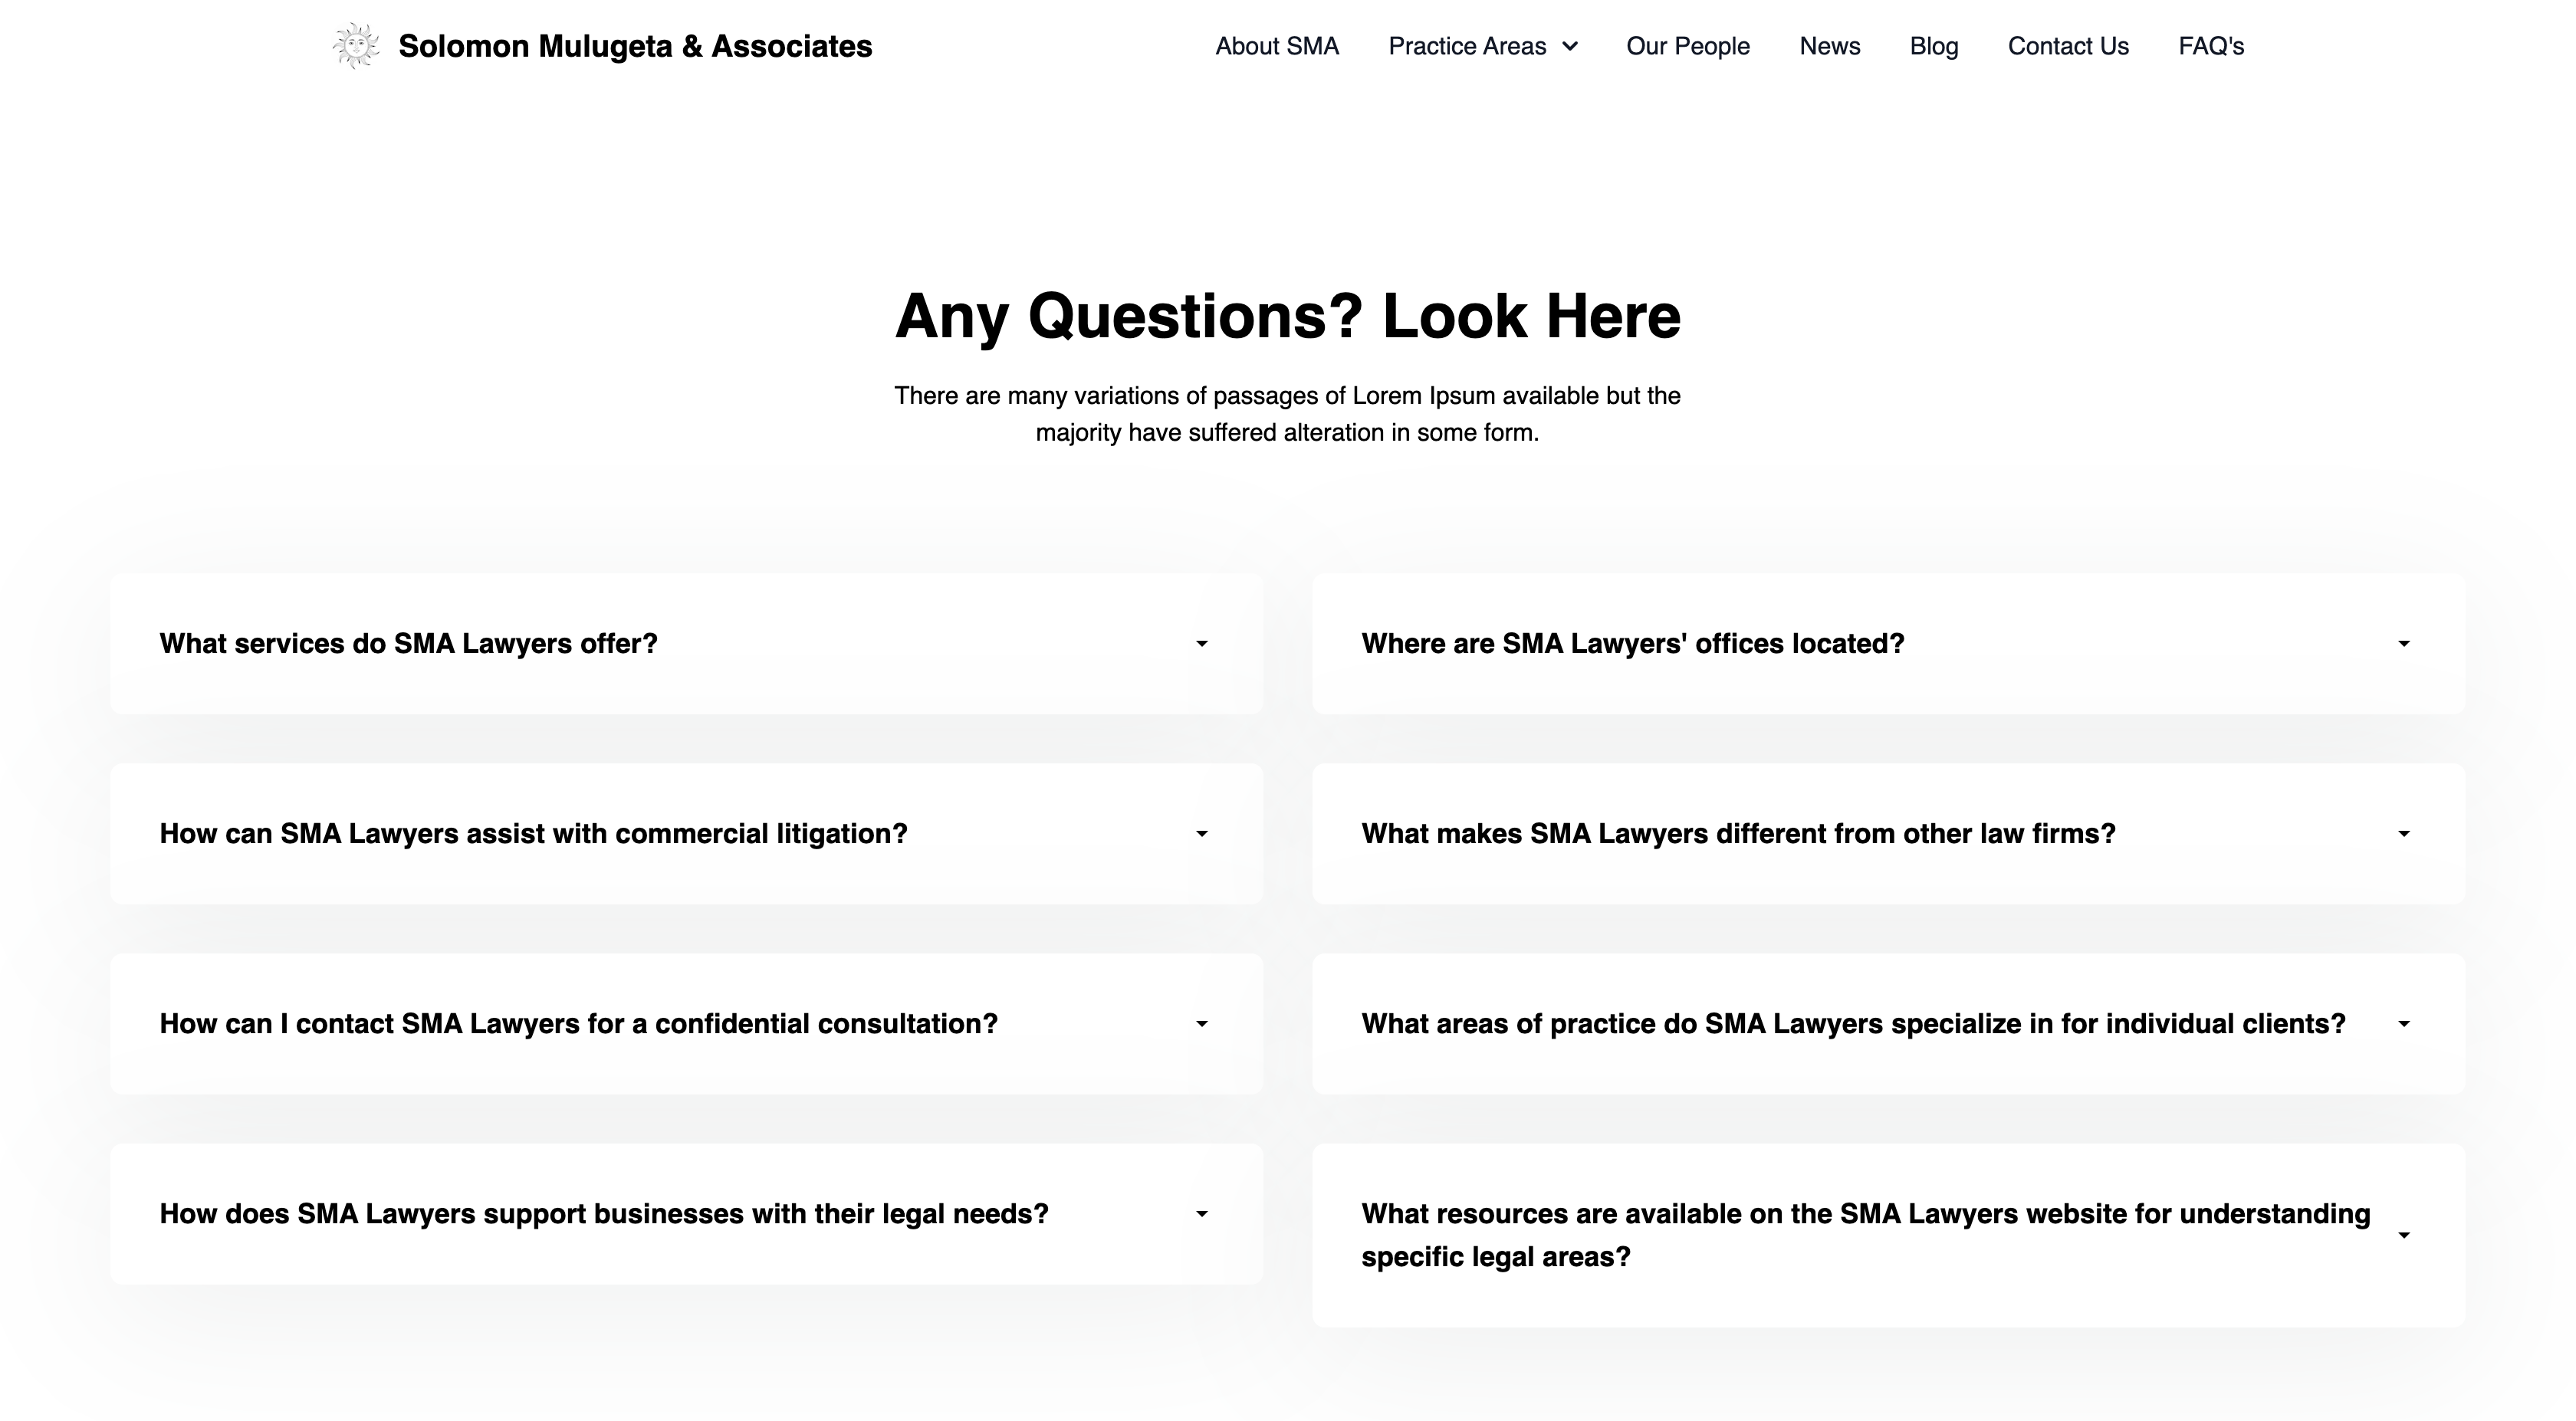 Solomon Mulugeta & Associates
About SMA
Practice Areas
Our People
News
Blog
Contact Us
FAQ's
Any Questions? Look Here
There are many variations of passages of Lorem Ipsum available but the
majority have suffered alteration in some form.
What services do SMA Lawyers offer?
Where are SMA Lawyers' offices located?
How can SMA Lawyers assist with commercial litigation?
What makes SMA Lawyers different from other law firms?
How can I contact SMA Lawyers for a confidential consultation?
What areas of practice do SMA Lawyers specialize in for individual clients?
How does SMA Lawyers support businesses with their legal needs?
What resources are available on the SMA Lawyers website for understanding
specific legal areas?